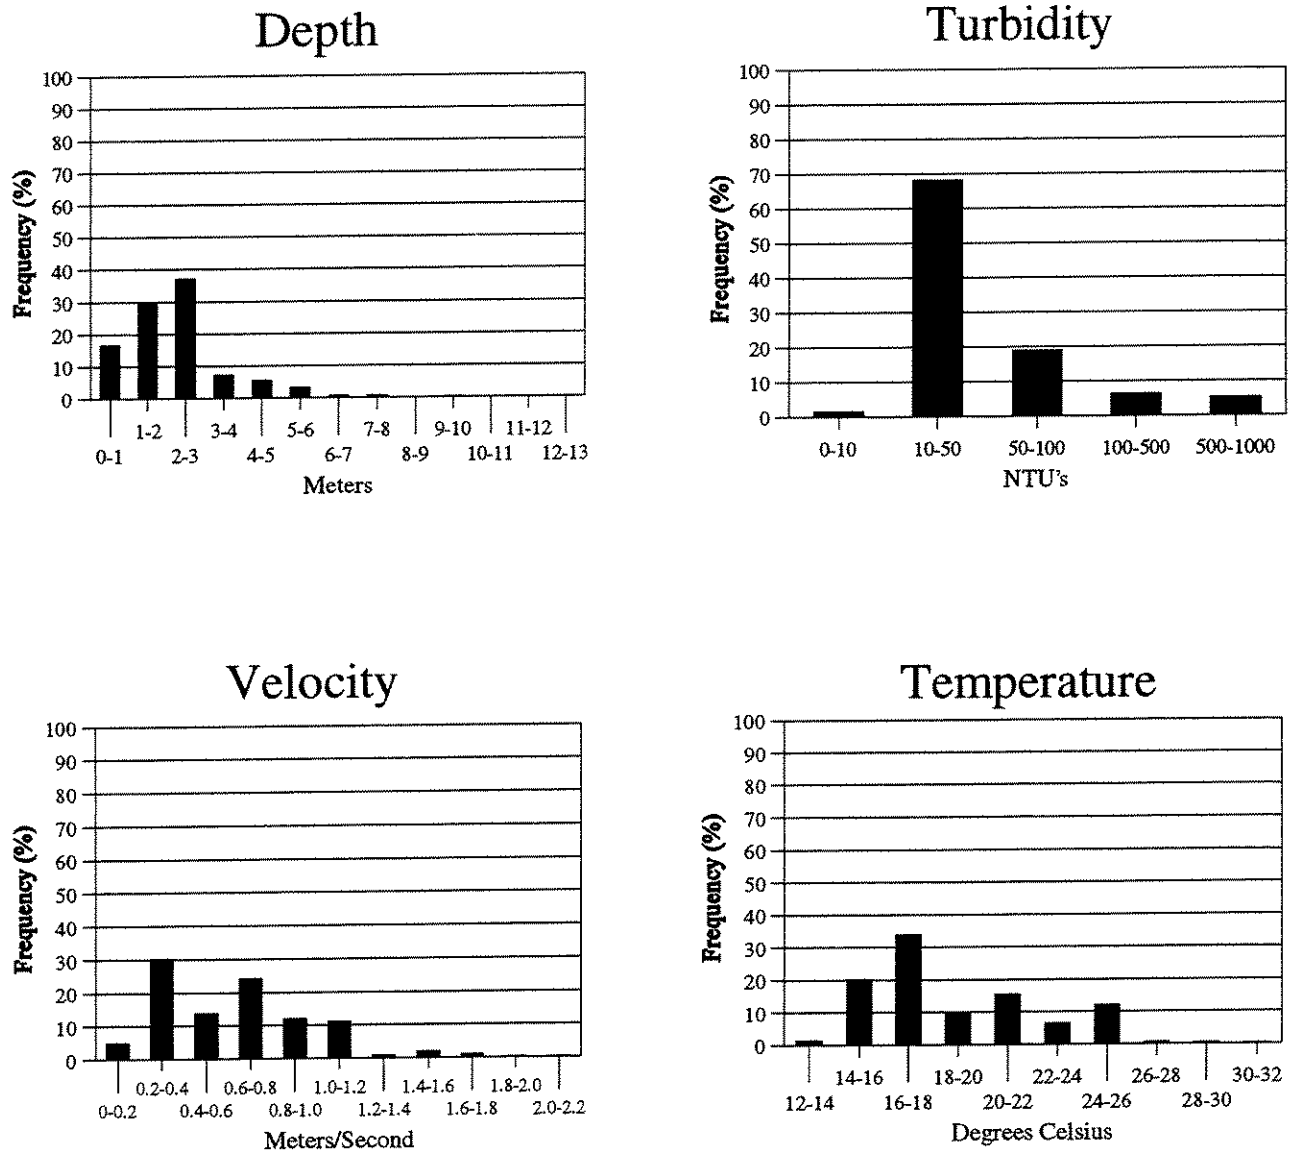 Depth
100
90
80
70
60
50
40
30
20
10
0
Frequency (%)
1-2 3-4 5-6 7-8 9-10 11-12
0-1 2-3 4-5 6-7 8-9 10-11 12-13
Meters
Turbidity
100
90
80
70
60
50
40
30
20
10
0
Frequency (%)
0-10 10-50 50-100 100-500 500-1000
NTU's
Velocity
100
90
80
70
60
50
40
30
20
10
0
Frequency (%)
0.2-0.4 0.6-0.8 1.0-1.2 1.4-1.6 1.8-2.0
0-0.2 0.4-0.6 0.8-1.0 1.2-1.4 1.6-1.8 2.0-2.2
Meters/Second
Temperature
100
90
80
70
60
50
40
30
20
10
0
Frequency (%)
14-16 18-20 22-24 26-28 30-32
12-14 16-18 20-22 24-26 28-30
Degrees Celsius